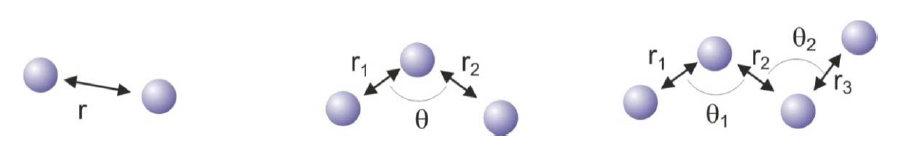 r
r₁ r₂
θ
r₁ r₂ θ₂
θ₁ r₃